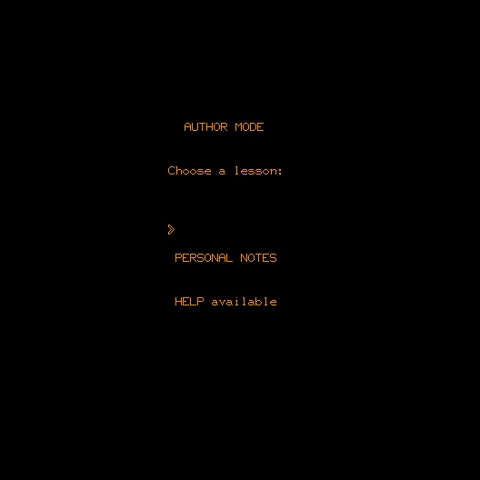 AUTHOR MODE
Choose a lesson:
>
PERSONAL NOTES
HELP available